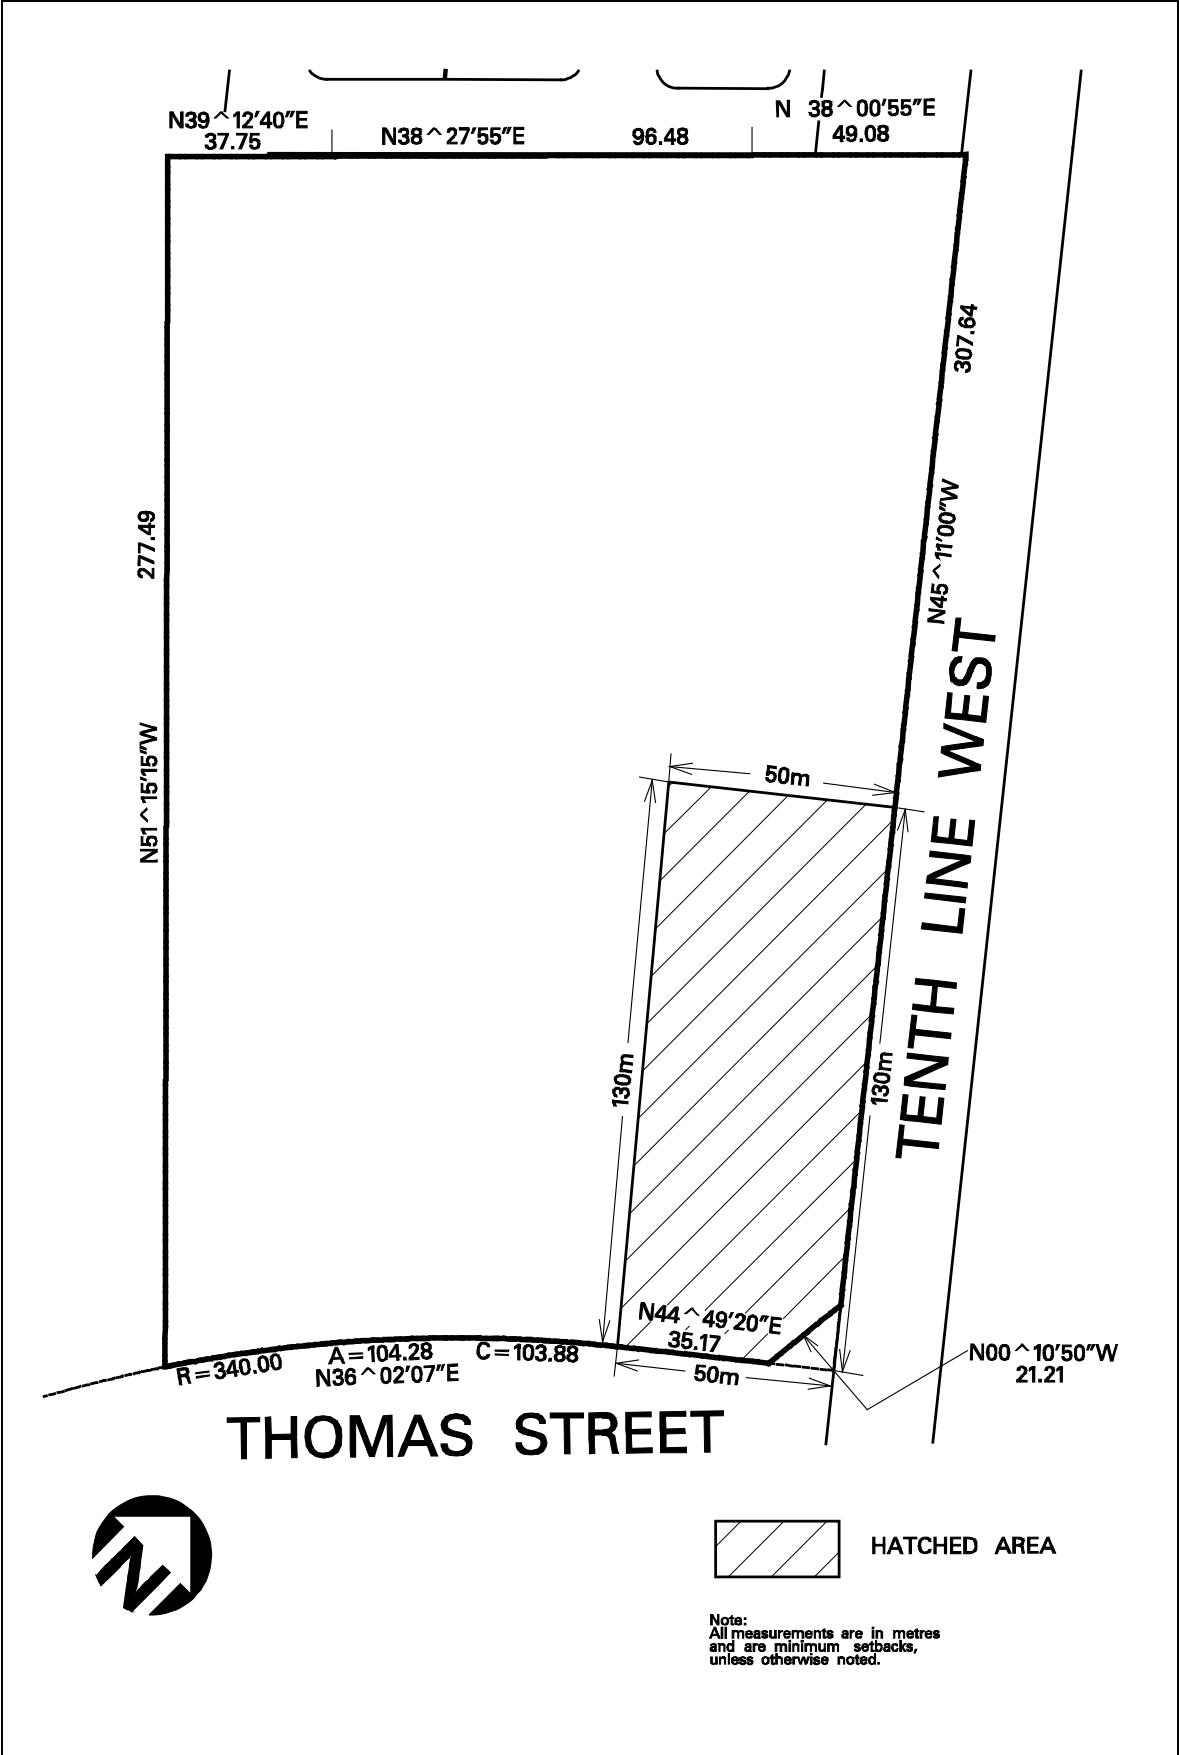 N39^12'40"E
37.75
N38^27'55"E
96.48
N 38^00'55"E
49.08
307.64
N45^11'00"W
277.49
N51^15'15"W
TENTH LINE WEST
50m
130m
130m
N44^49'20"E
35.17
50m
R=340.00
A=104.28
C=103.88
N36^02'07"E
N00^10'50"W
21.21
THOMAS STREET
N
HATCHED AREA
Note:
All measurements are in metres
and are minimum setbacks,
unless otherwise noted.